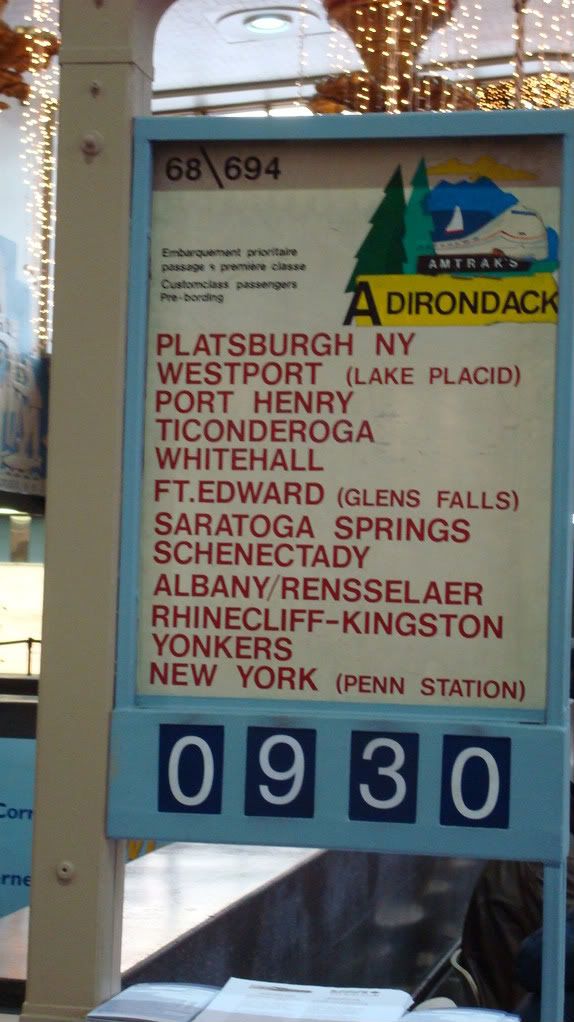 68\694
Embarquement prioritaire
passage s première classe
Customclass passengers
Pre-bording
AMTRAK'S
ADIRONDACK
PLATSBURGH NY
WESTPORT (LAKE PLACID)
PORT HENRY
TICONDEROGA
WHITEHALL
FT.EDWARD (GLENS FALLS)
SARATOGA SPRINGS
SCHENECTADY
ALBANY/RENSSELAER
RHINECLIFF-KINGSTON
YONKERS
NEW YORK (PENN STATION)
0930